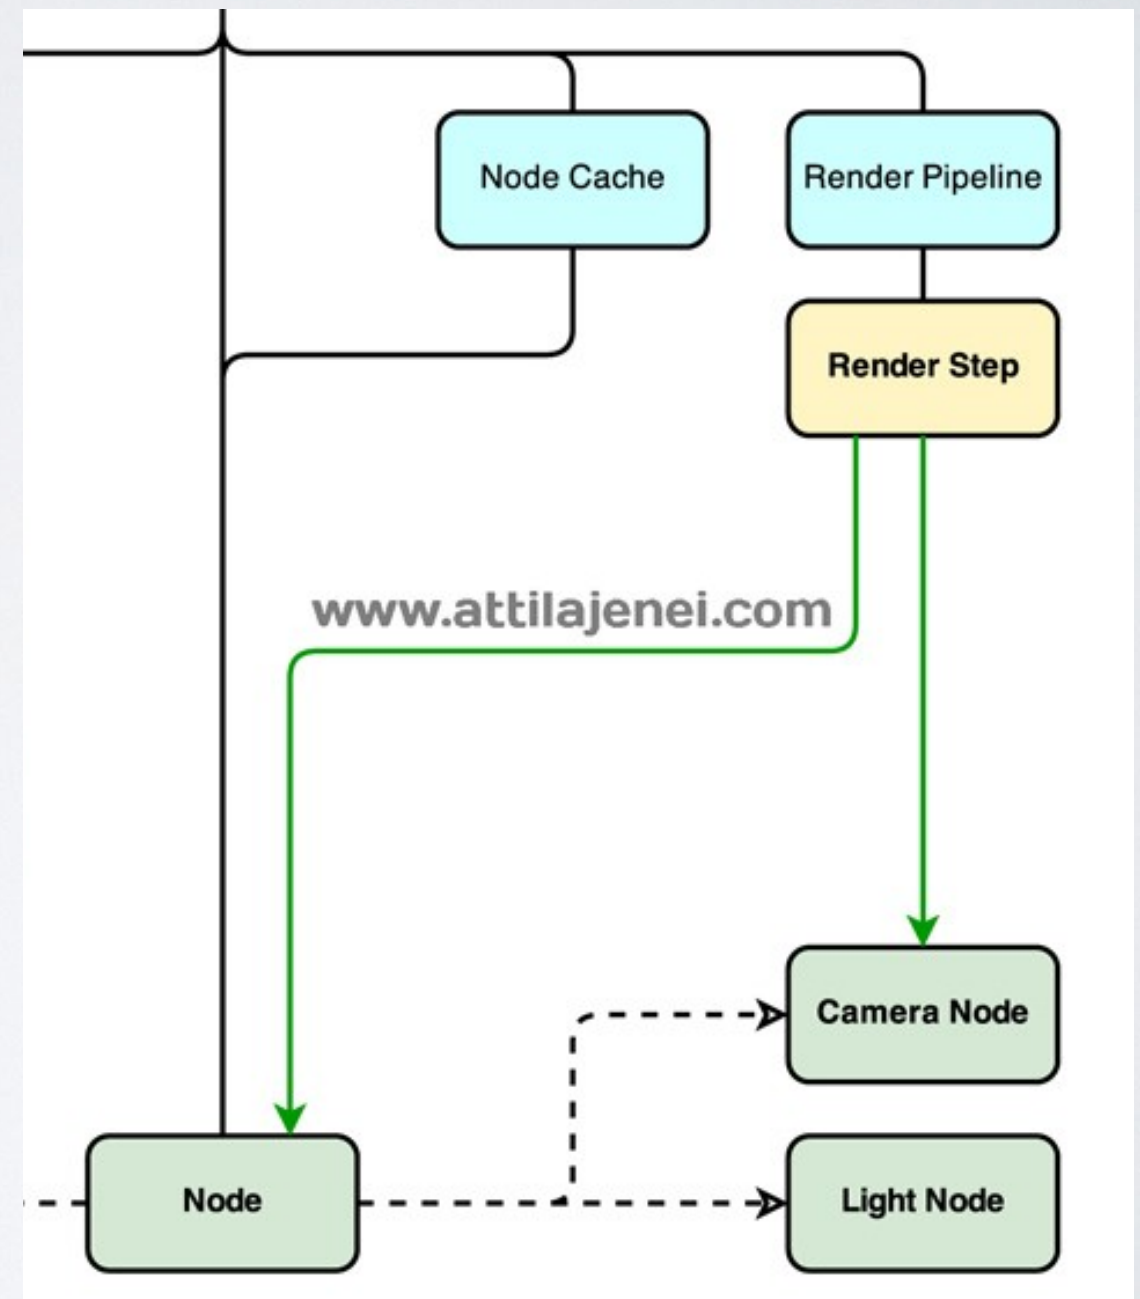 Node Cache
Render Pipeline
Render Step
www.attilajenei.com
Camera Node
Node
Light Node